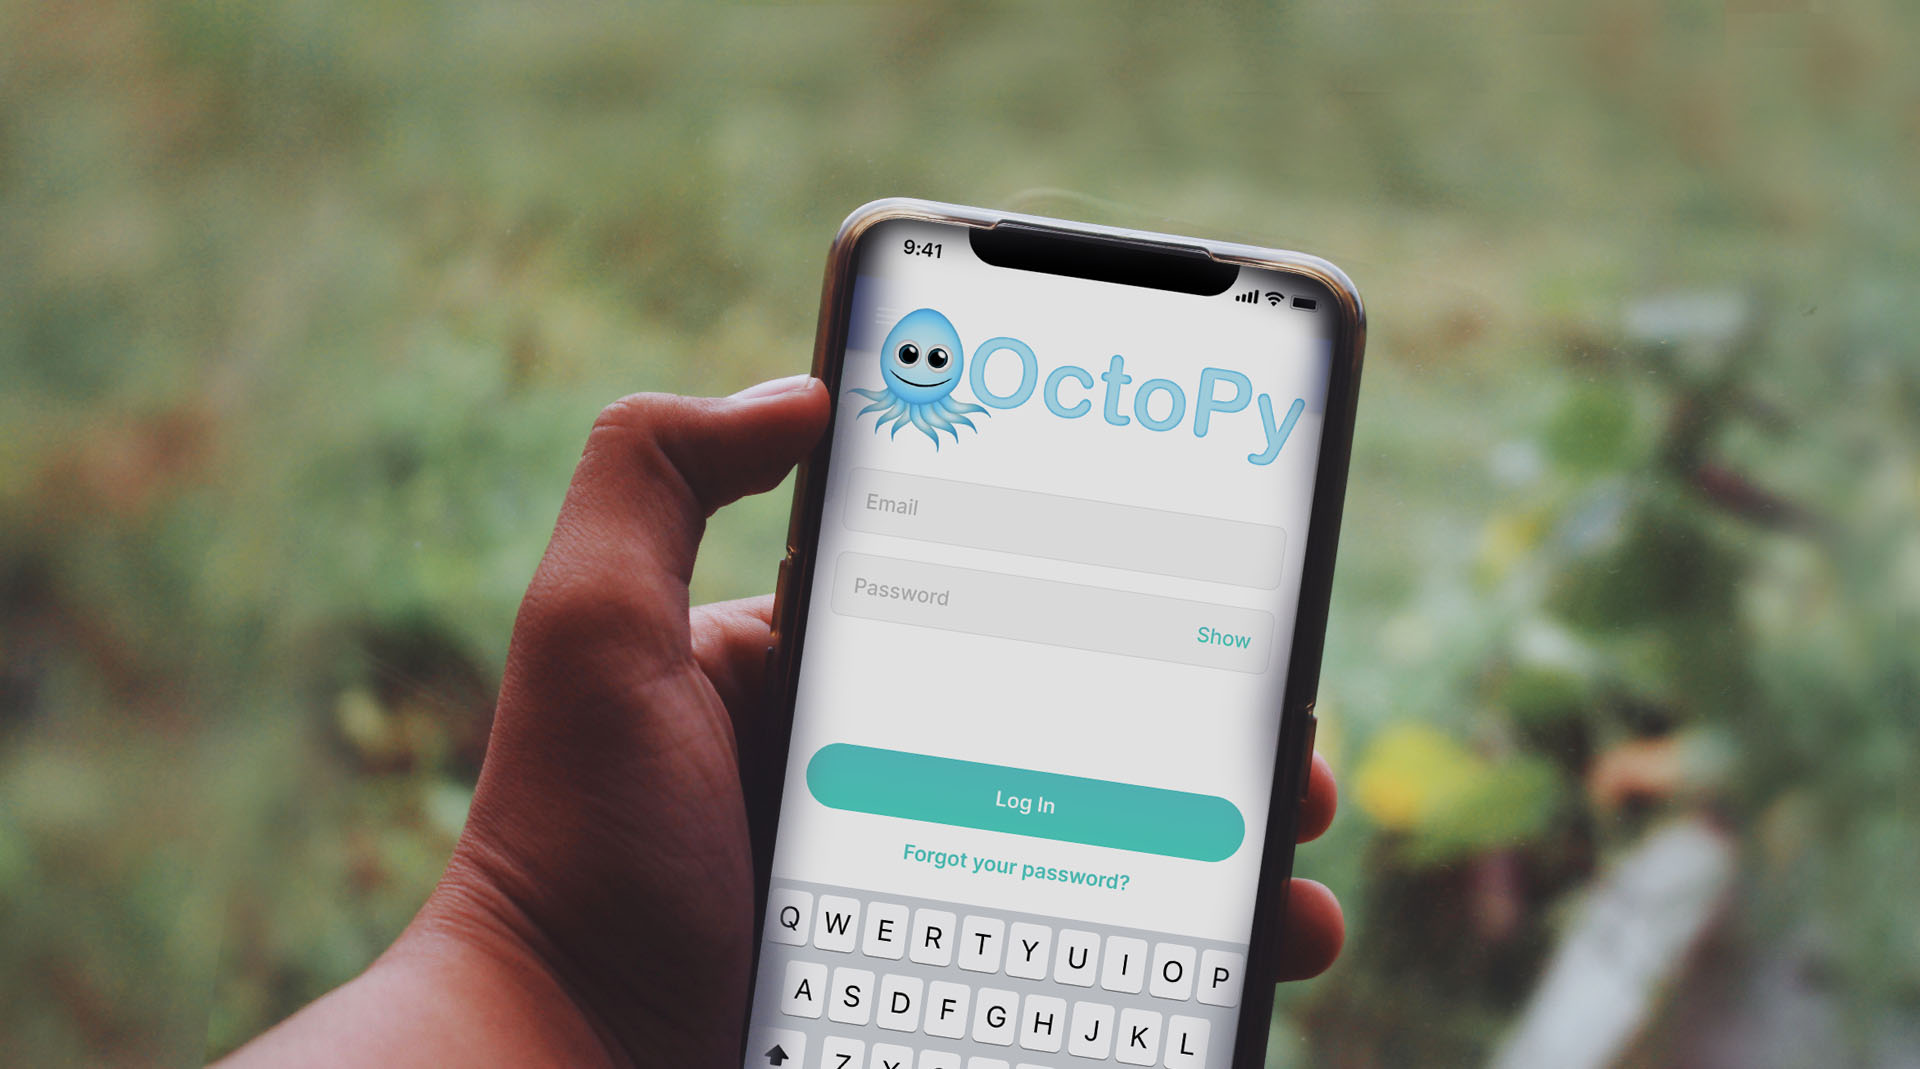 9:41
OctoPy
Email
Password
Show
Log In
Forgot your password?
Q W E R T Y U I O P
A S D F G H J K L
Z